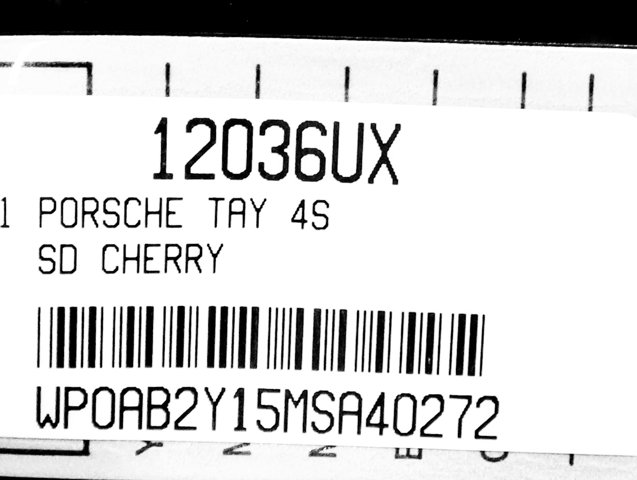 12036UX
1 PORSCHE TAY 4S
SD CHERRY
WP0AB2Y15MSA40272